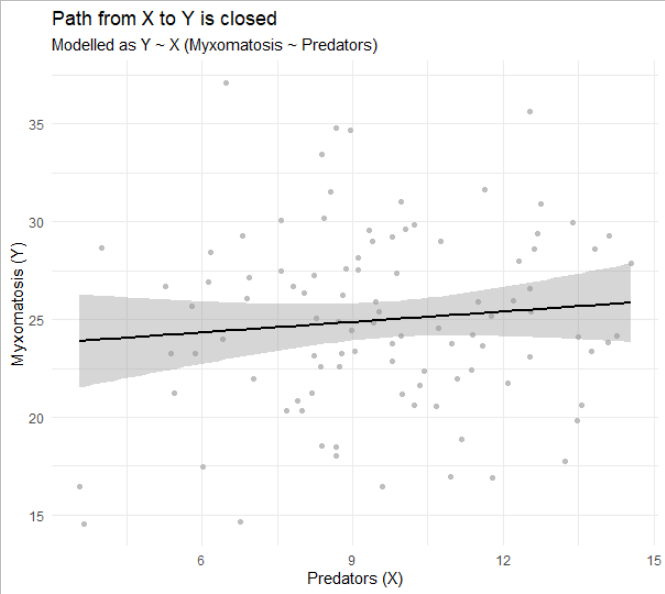 Path from X to Y is closed
Modelled as Y ~ X (Myxomatosis ~ Predators)
Myxomatosis (Y)
35
30
25
20
15
6 9 12 15
Predators (X)